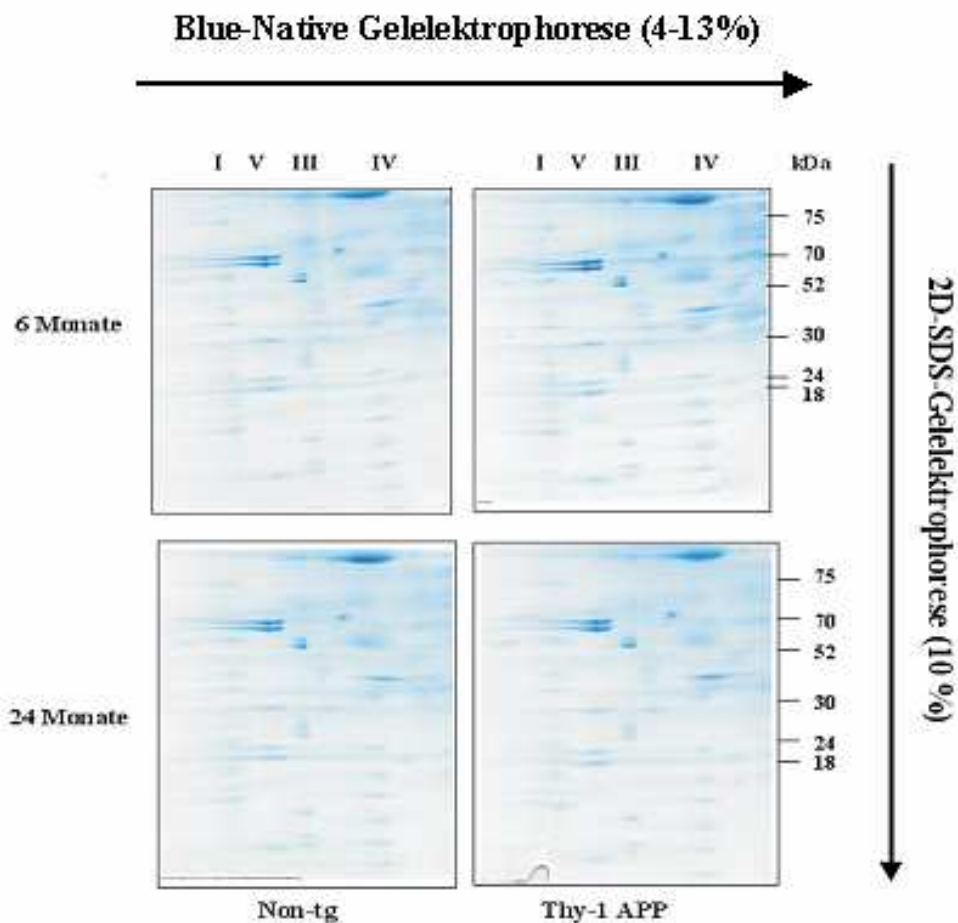 Blue-Native Gelelektrophorese (4-13%)
I V III IV I V III IV kDa
75
70
52
6 Monate
30
24
18
2D-SDS-Gelelektrophorese (10 %)
75
70
52
24 Monate
30
24
18
Non-tg Thy-1 APP